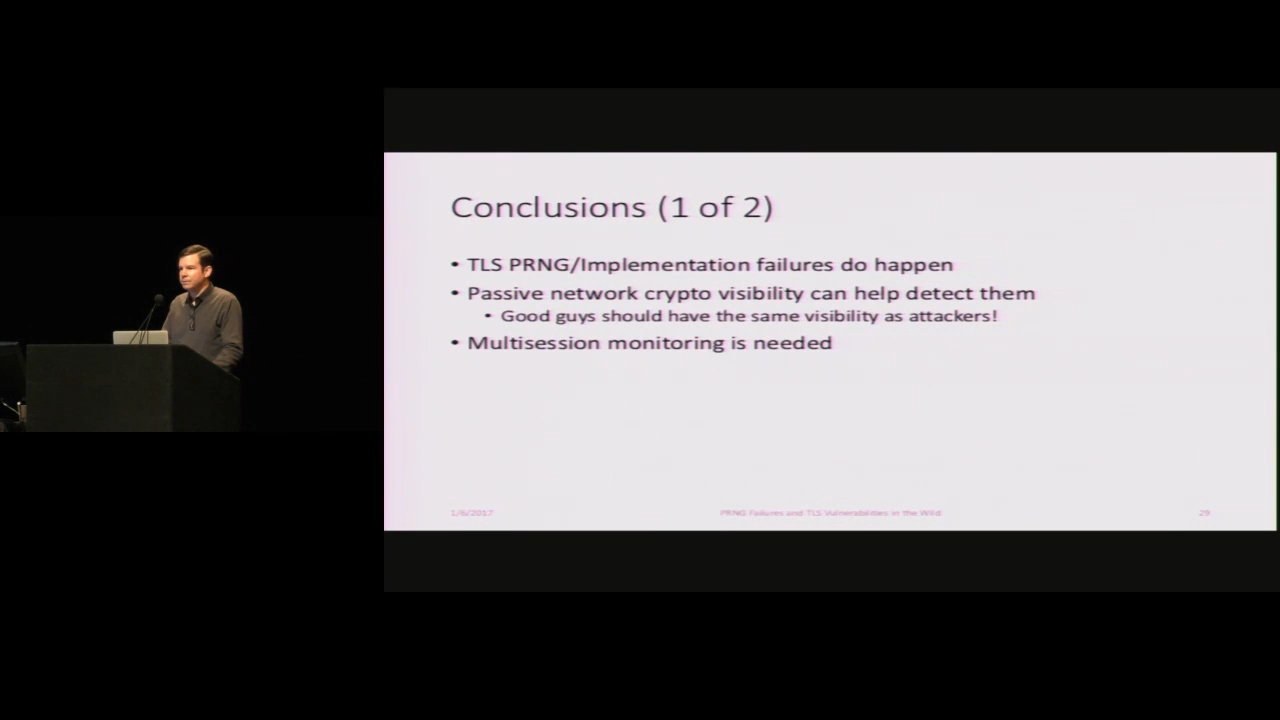 Conclusions (1 of 2)
• TLS PRNG/Implementation failures do happen
• Passive network crypto visibility can help detect them
• Good guys should have the same visibility as attackers!
• Multisession monitoring is needed
1/6/2017 PRNG Failures and TLS Vulnerabilities in the Wild 29